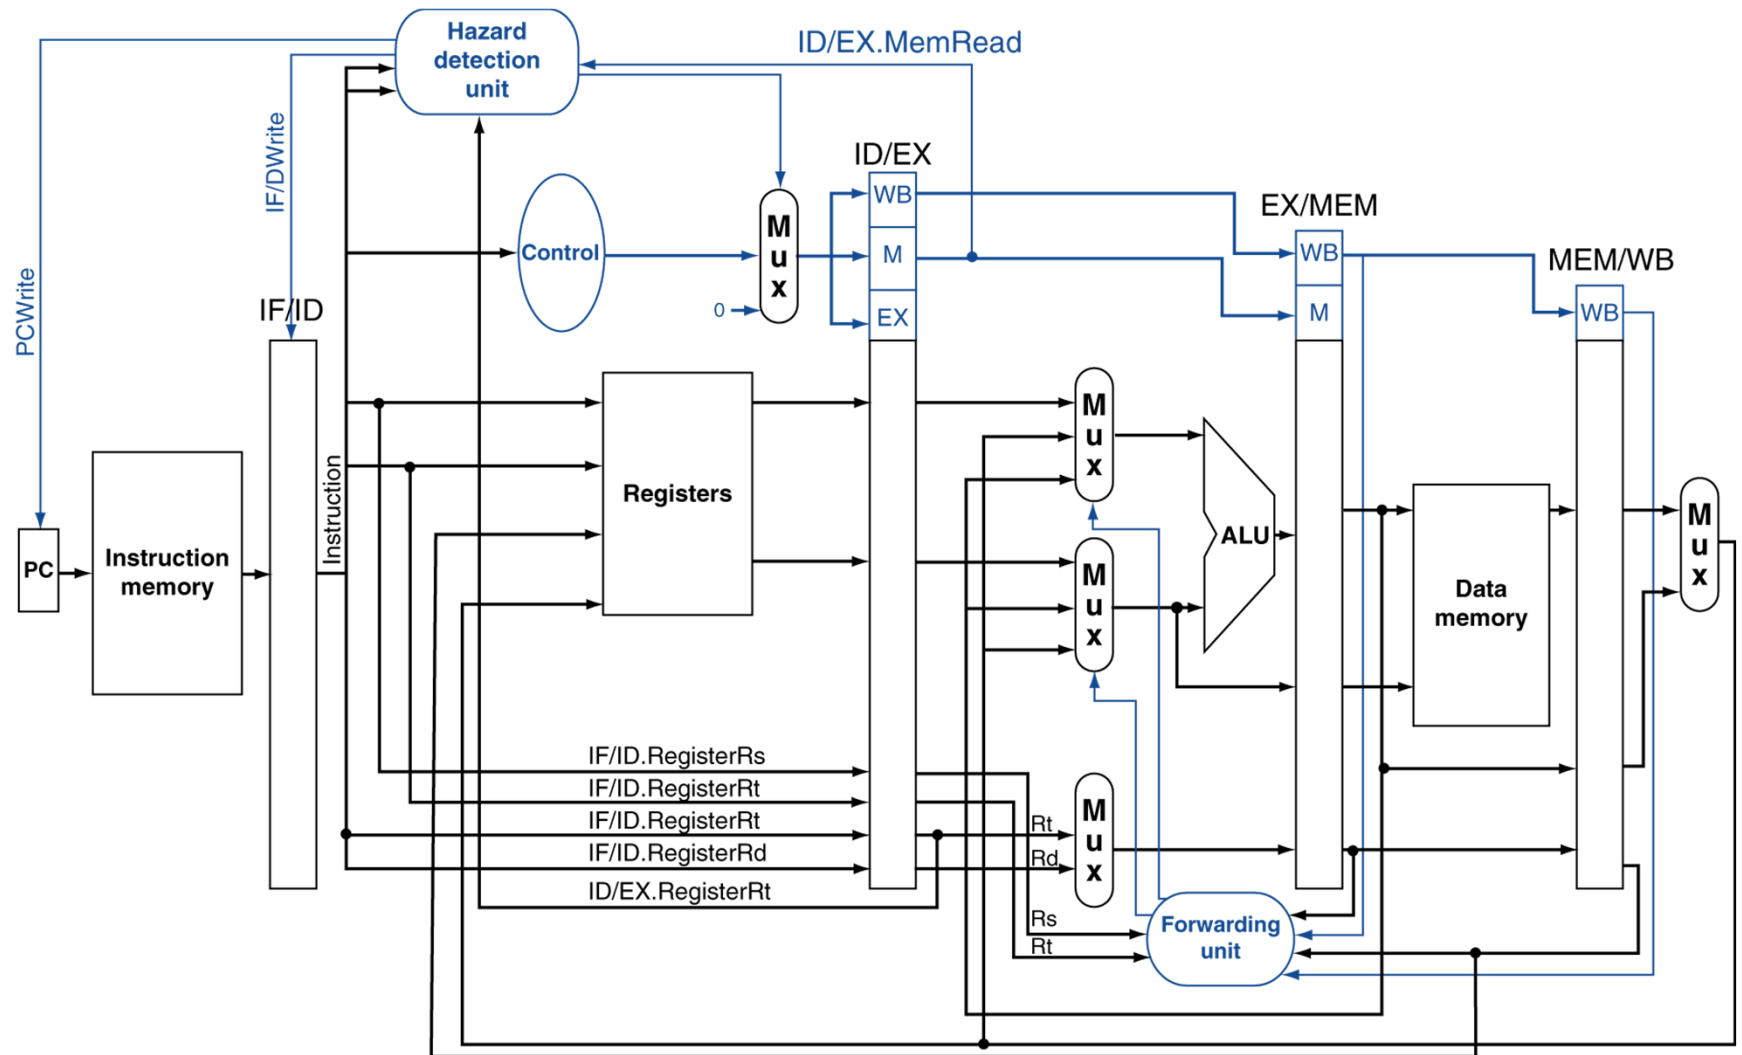 Hazard
detection
unit
ID/EX.MemRead
IF/DWrite
PCWrite
ID/EX
WB
M
EX
Control
M
u
x
0
EX/MEM
WB
M
MEM/WB
WB
IF/ID
PC
Instruction
memory
Instruction
Registers
M
u
x
M
u
x
ALU
Data
memory
M
u
x
IF/ID.RegisterRs
IF/ID.RegisterRt
IF/ID.RegisterRt
IF/ID.RegisterRd
ID/EX.RegisterRt
Rt
Rd
M
u
x
Rs
Rt
Forwarding
unit